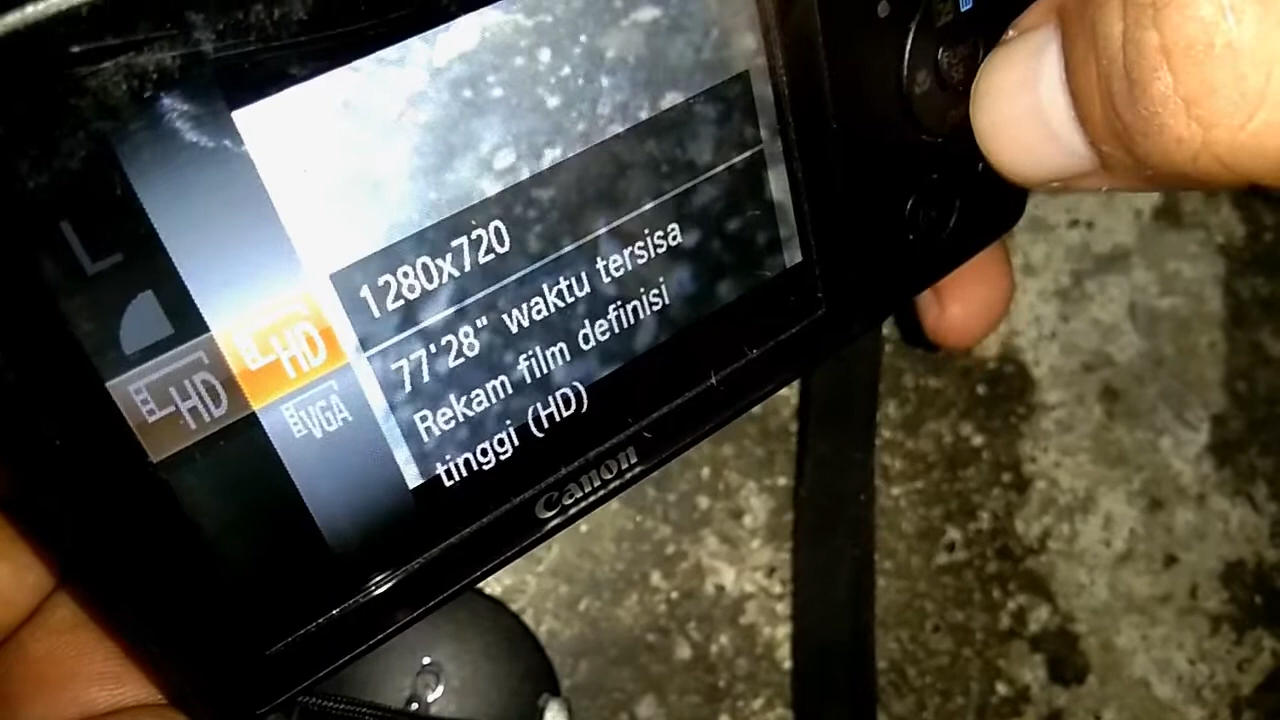 L
HD
HD
VGA
1280x720
77'28" waktu tersisa
Rekam film definisi
tinggi (HD)
Canon